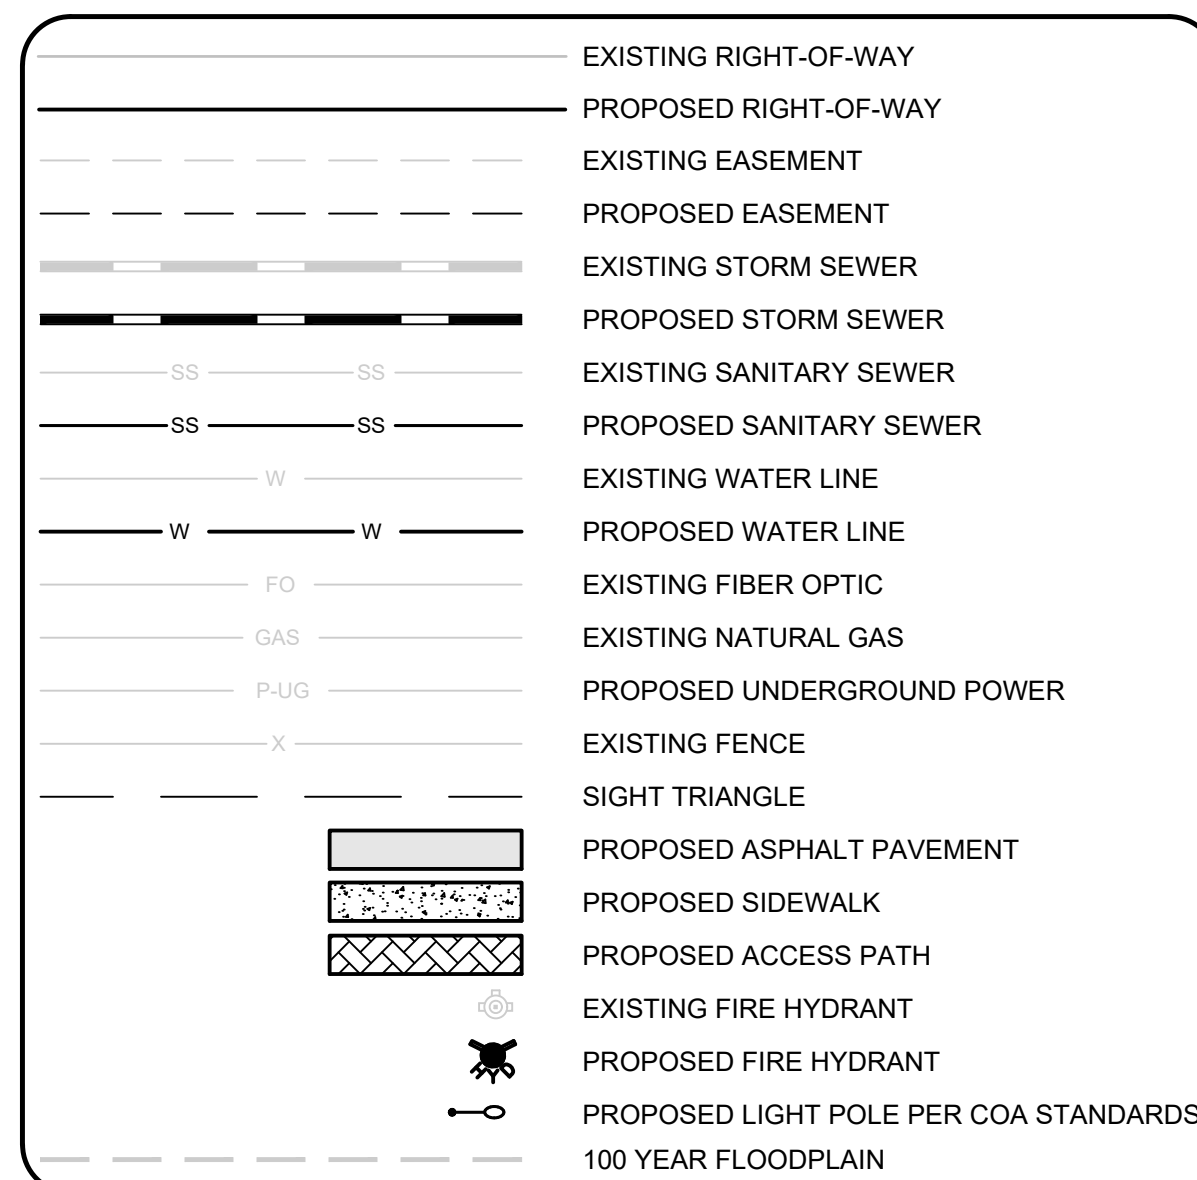 EXISTING RIGHT-OF-WAY
PROPOSED RIGHT-OF-WAY
EXISTING EASEMENT
PROPOSED EASEMENT
EXISTING STORM SEWER
PROPOSED STORM SEWER
SS SS EXISTING SANITARY SEWER
SS SS PROPOSED SANITARY SEWER
W EXISTING WATER LINE
W W PROPOSED WATER LINE
FO EXISTING FIBER OPTIC
GAS EXISTING NATURAL GAS
P-UG PROPOSED UNDERGROUND POWER
X EXISTING FENCE
SIGHT TRIANGLE
PROPOSED ASPHALT PAVEMENT
PROPOSED SIDEWALK
PROPOSED ACCESS PATH
EXISTING FIRE HYDRANT
HYD PROPOSED FIRE HYDRANT
PROPOSED LIGHT POLE PER COA STANDARDS
100 YEAR FLOODPLAIN